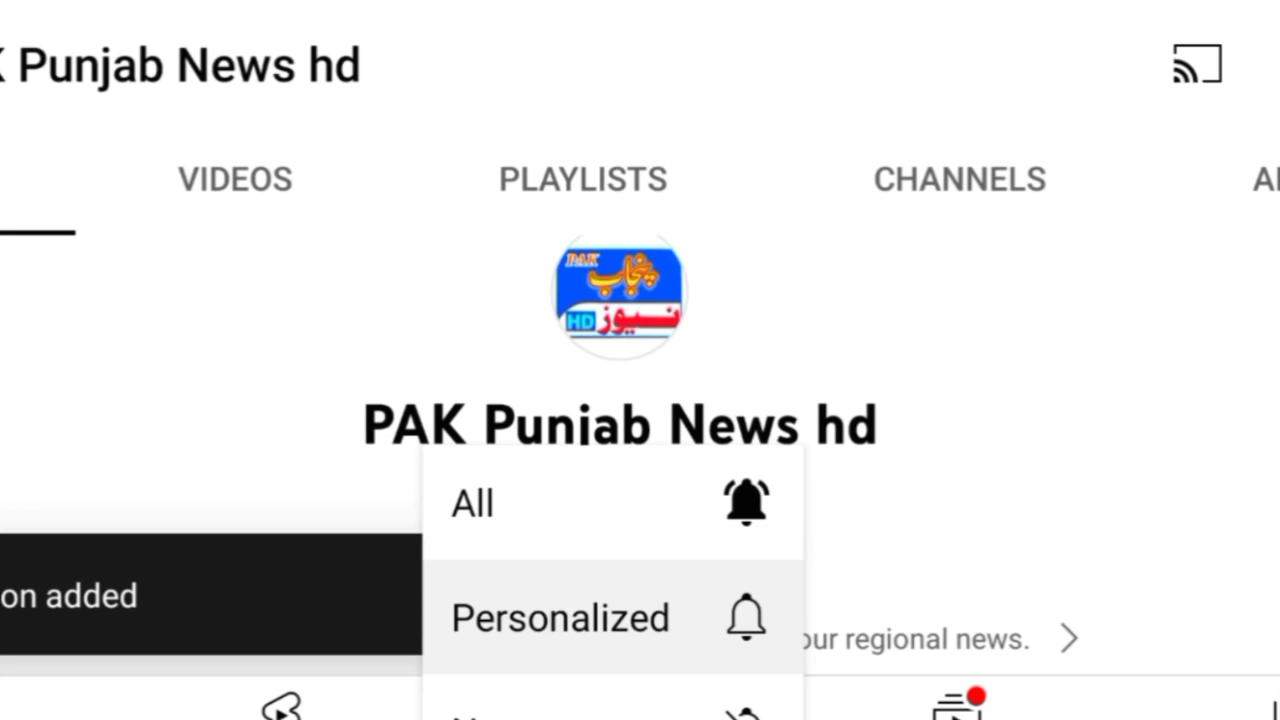 Punjab News hd
VIDEOS
PLAYLISTS
CHANNELS
PAK
پنجاب
نیوز
HD
PAK Punjab News hd
All
on added
Personalized
our regional news.